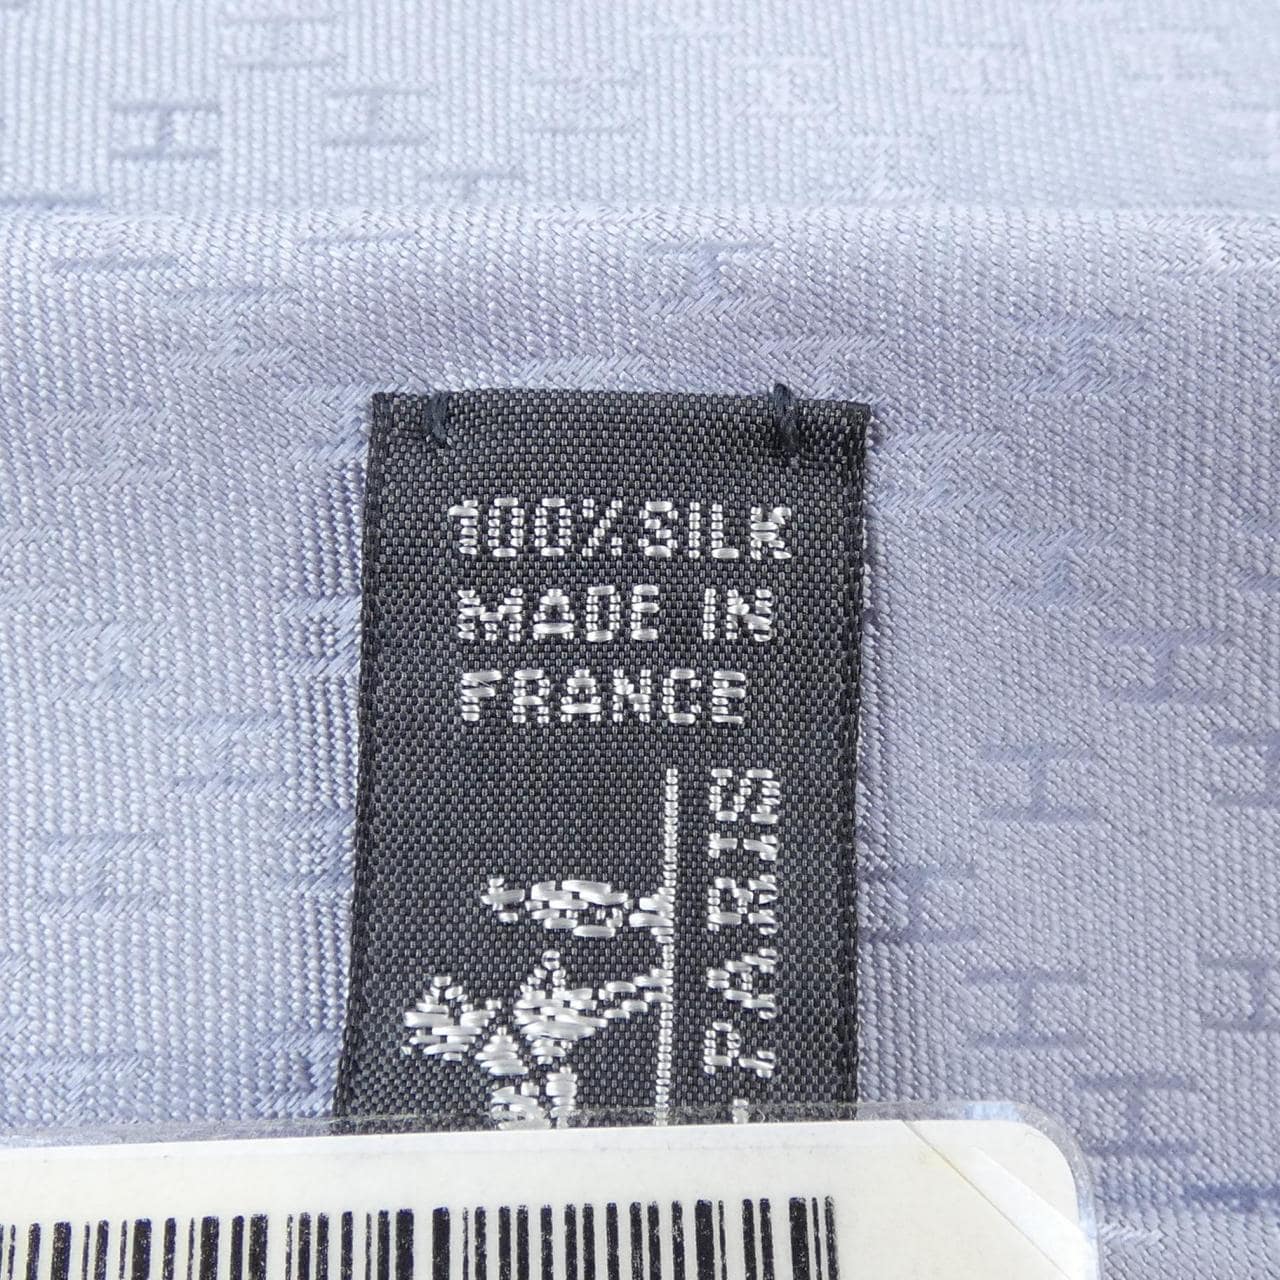 100% SILK
MADE IN
FRANCE
PARIS